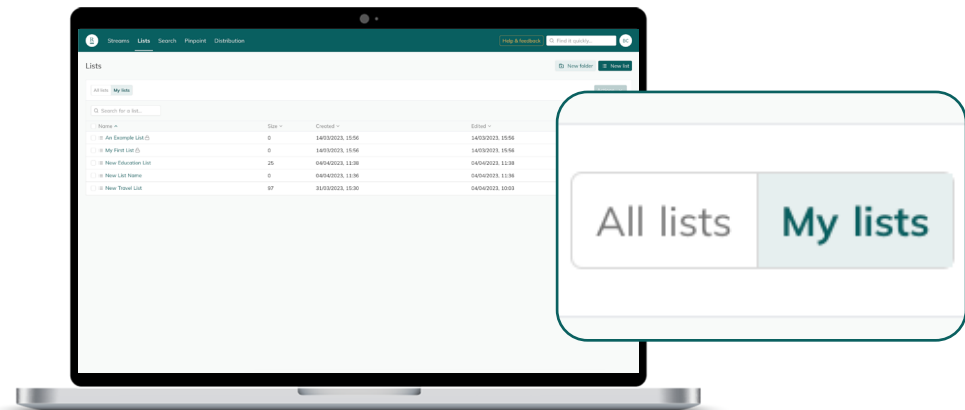 Streams Lists Search Pinpoint Distribution Help & feedback Find it quickly... BC
Lists New folder New list
All lists My lists
Search for a list...
Name Size Created Edited
An Example List 0 14/03/2023, 15:56 14/03/2023, 15:56
My First List 0 14/03/2023, 15:56 14/03/2023, 15:56
New Education List 25 04/04/2023, 11:38 04/04/2023, 11:38
New List Name 0 04/04/2023, 11:36 04/04/2023, 11:36
New Travel List 97 31/03/2023, 15:30 04/04/2023, 10:03
All lists My lists